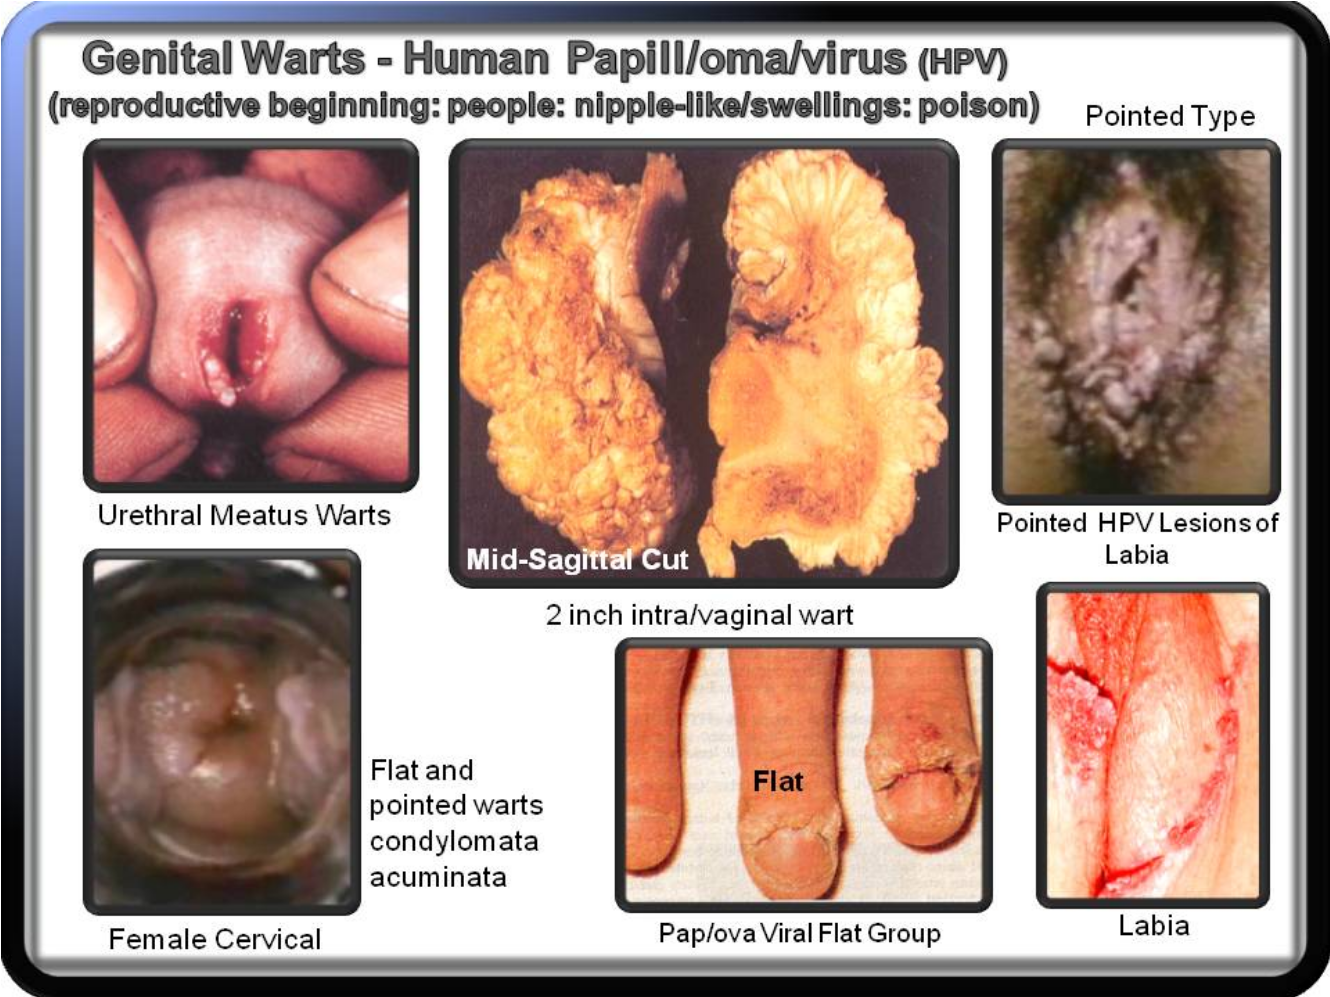 Genital Warts - Human Papill/oma/virus (HPV)
(reproductive beginning: people: nipple-like/swellings: poison)
Pointed Type
Urethral Meatus Warts
Mid-Sagittal Cut
Pointed HPV Lesions of
Labia
2 inch intra/vaginal wart
Flat and
pointed warts
condylomata
acuminata
Flat
Female Cervical
Pap/ova Viral Flat Group
Labia